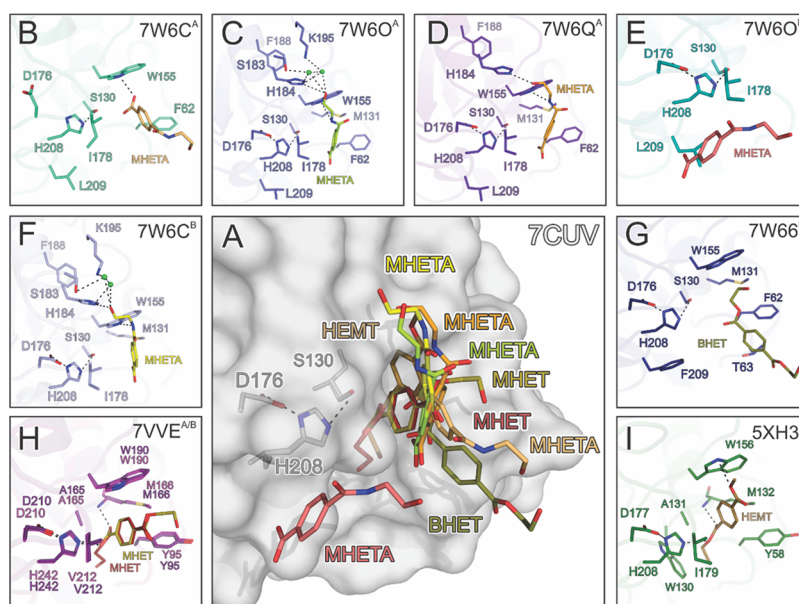 B 7W6C^A
D176
W155
S130
F62
H208
I178
MHETA
L209
C 7W6O^A
K195
F188
S183
H184
W155
M131
S130
D176
F62
H208
I178
L209
MHETA
D 7W6Q^A
F188
H184
MHETA
W155
S130
M131
D176
F62
H208
I178
L209
E
D176
S130
I178
H208
L209
MHETA
F 7W6C^B
K195
F188
S183
H184
W155
M131
S130
D176
H208
I178
MHETA
A 7CUV
MHETA
HEMT
MHETA
S130
MHETA
D176
MHET
MHET
MHETA
H208
BHET
MHETA
G 7W66
W155
S130
M131
D176
F62
H208
BHET
T63
F209
H 7VVE^A/B
W190
W190
A165
A165
M166
M166
D210
D210
MHET
MHET
H242
H242
V212
V212
Y95
Y95
I 5XH3
W156
A131
M132
D177
HEMT
Y58
H208
I179
W130